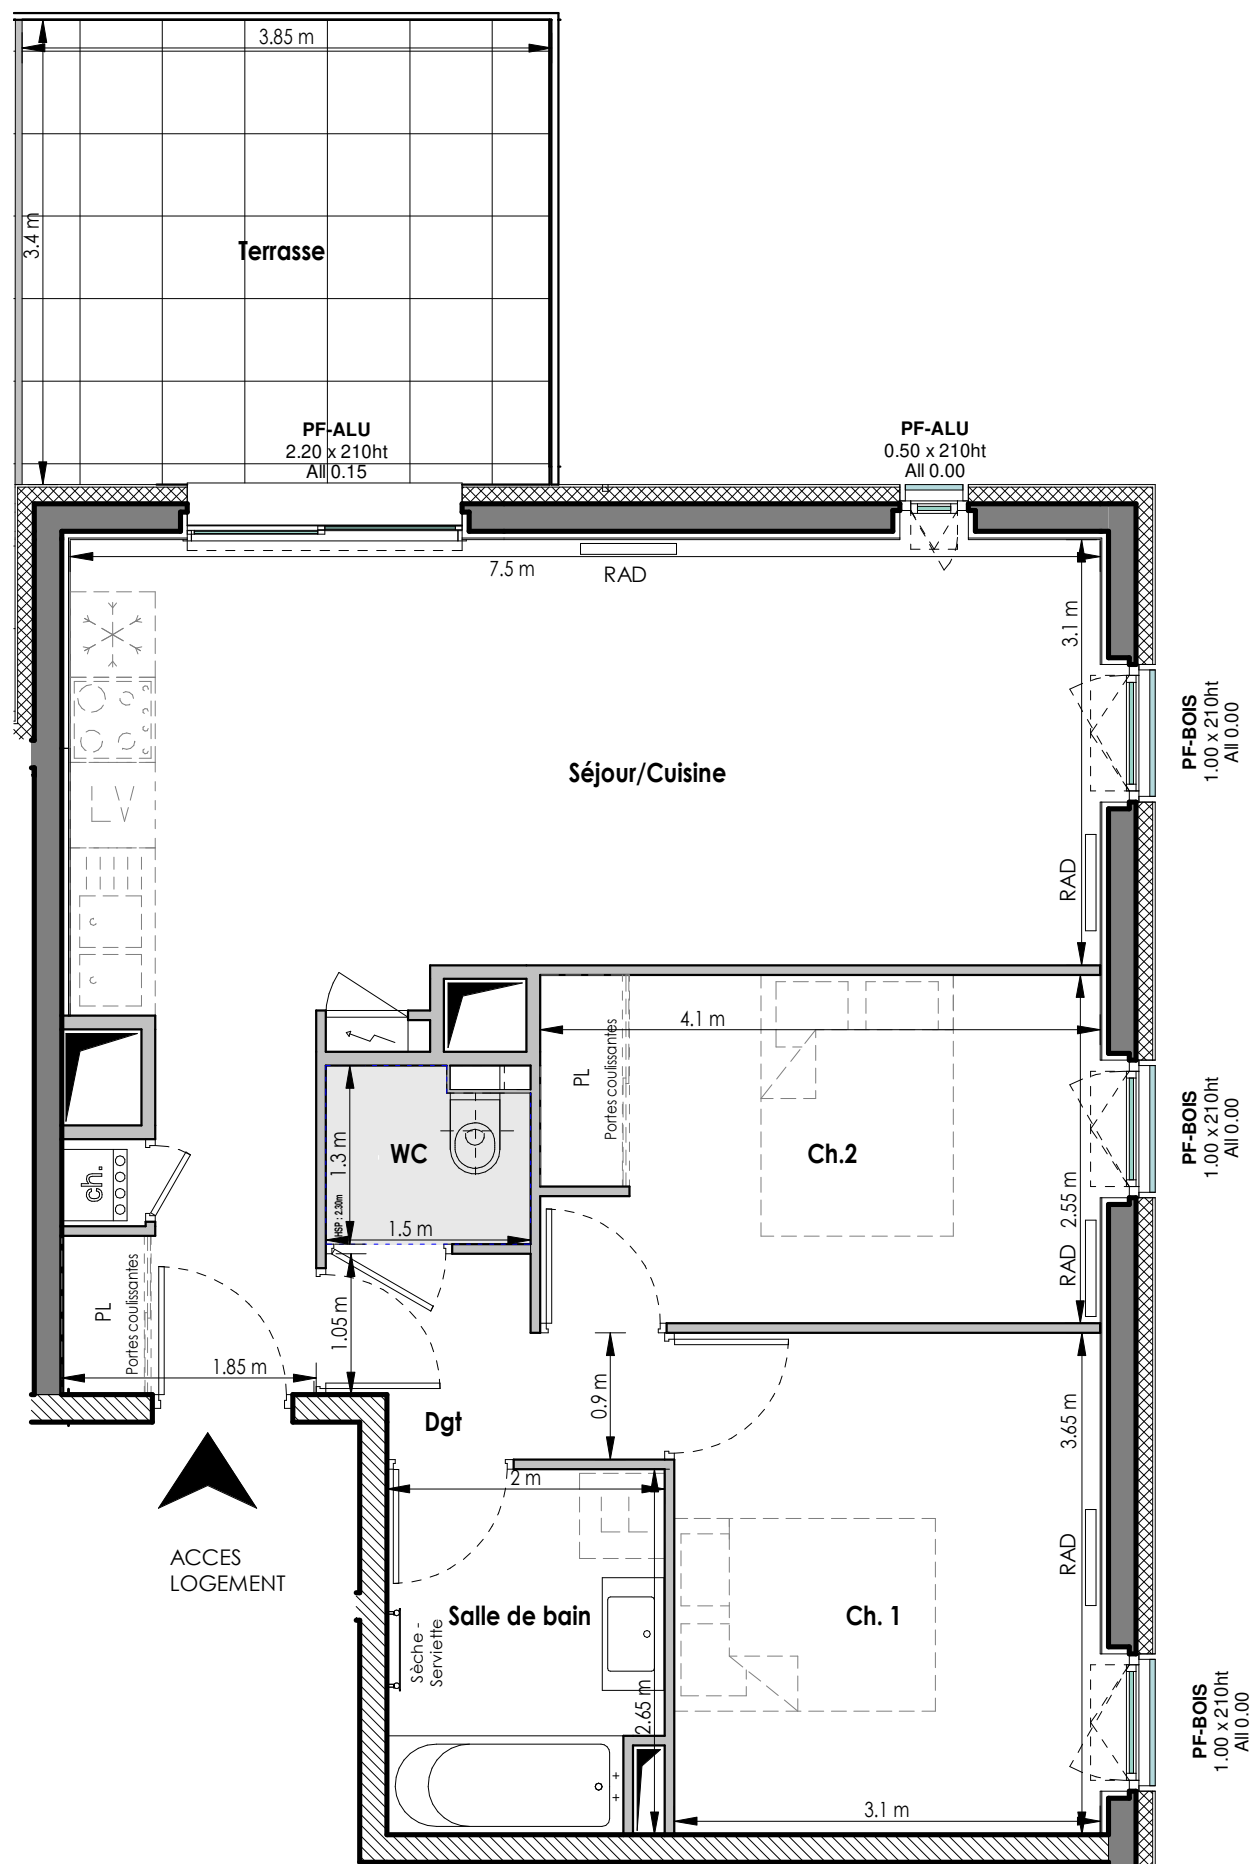 3.85 m
3.4 m
Terrasse
PF-ALU
2.20 x 210ht
All 0.15
PF-ALU
0.50 x 210ht
All 0.00
7.5 m
RAD
3.1 m
PF-BOIS
1.00 x 210ht
All 0.00
Séjour/Cuisine
LV
RAD
4.1 m
PL
Portes coulissantes
Ch.2
2.55 m
RAD
PF-BOIS
1.00 x 210ht
All 0.00
WC
1.3 m
HSP : 2.30m
1.5 m
ch.
PL
Portes coulissantes
1.85 m
1.05 m
0.9 m
Dgt
3.65 m
RAD
2 m
ACCES
LOGEMENT
Salle de bain
Sèche -
Serviette
2.65 m
Ch. 1
3.1 m
PF-BOIS
1.00 x 210ht
All 0.00